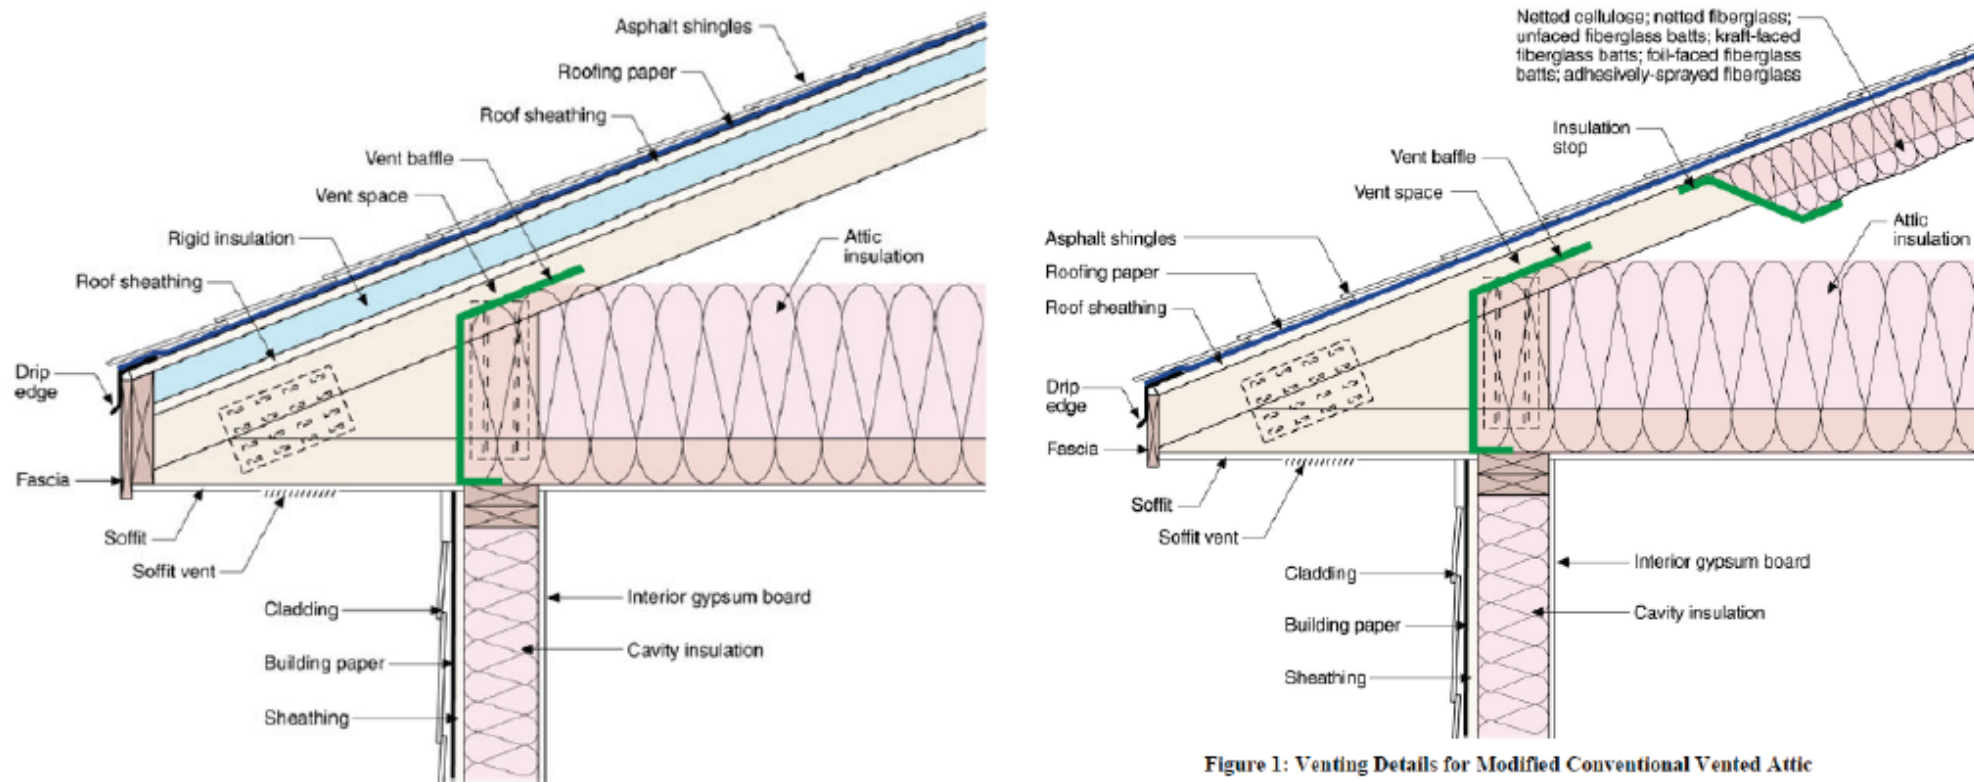 Asphalt shingles
Roofing paper
Roof sheathing
Vent baffle
Vent space
Rigid insulation
Roof sheathing
Attic
insulation
Drip
edge
Fascia
Soffit
Soffit vent
Cladding
Building paper
Sheathing
Interior gypsum board
Cavity insulation
Netted cellulose; netted fiberglass;
unfaced fiberglass batts; kraft-faced
fiberglass batts; foil-faced fiberglass
batts; adhesively-sprayed fiberglass
Insulation
stop
Vent baffle
Vent space
Asphalt shingles
Roofing paper
Roof sheathing
Attic
insulation
Drip
edge
Fascia
Soffit
Soffit vent
Cladding
Building paper
Sheathing
Interior gypsum board
Cavity insulation
Figure 1: Venting Details for Modified Conventional Vented Attic